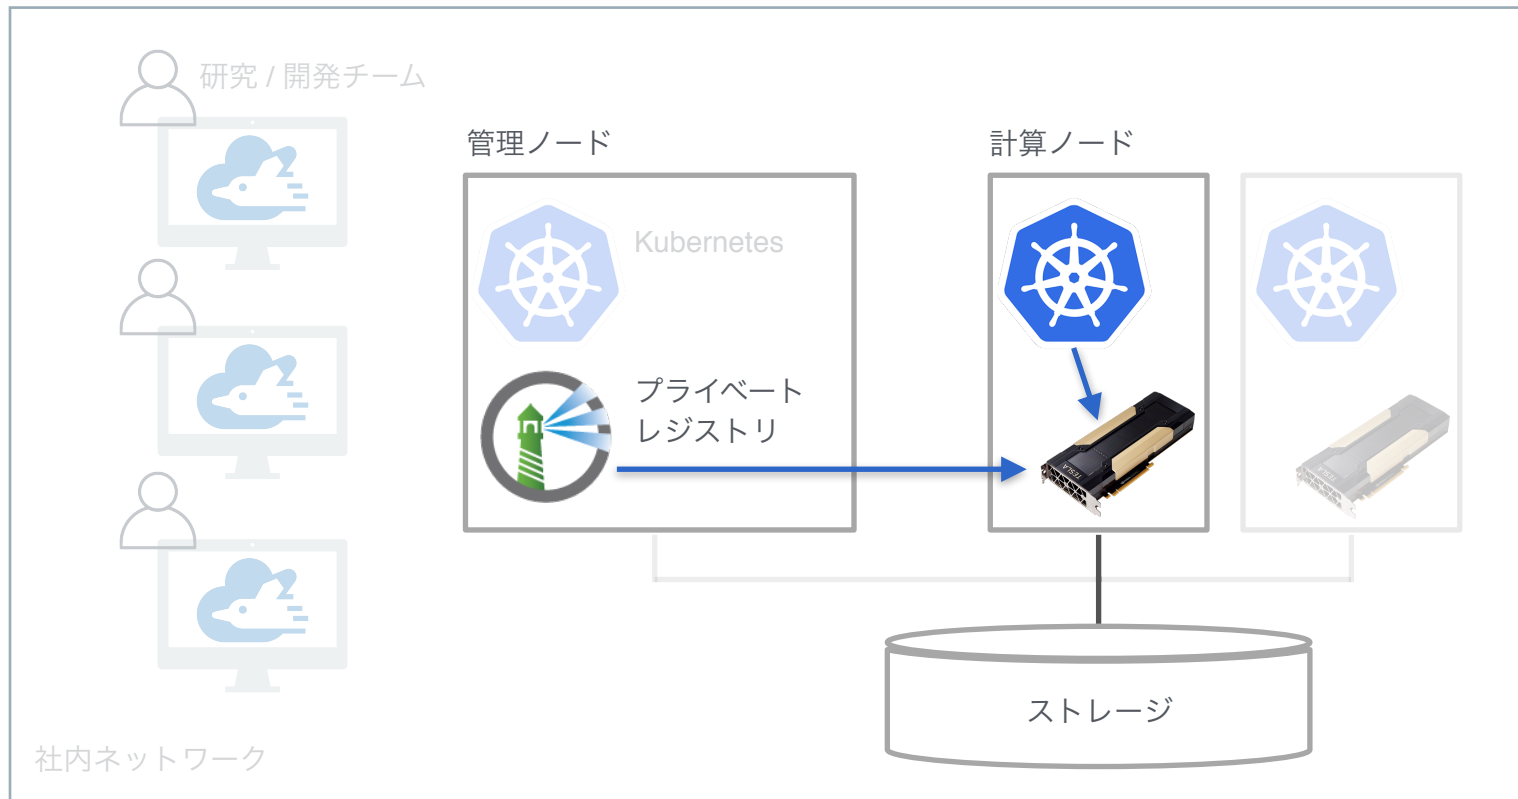 研究 / 開発チーム
管理ノード
計算ノード
Kubernetes
プライベート
レジストリ
TESLA
TESLA
ストレージ
社内ネットワーク